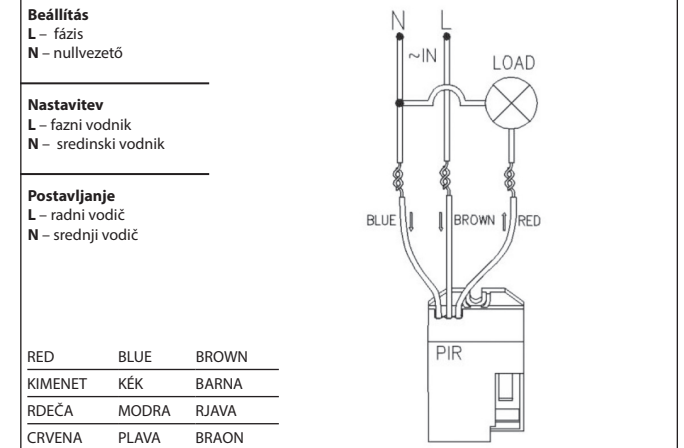 Beállítás
L – fázis
N – nullvezető
Nastavitev
L – fazni vodnik
N – sredinski vodnik
Postavljanje
L – radni vodič
N – srednji vodič
N L
~IN
LOAD
BLUE BROWN RED
PIR
RED BLUE BROWN
KIMENET KÉK BARNA
RDEČA MODRA RJAVA
CRVENA PLAVA BRAON